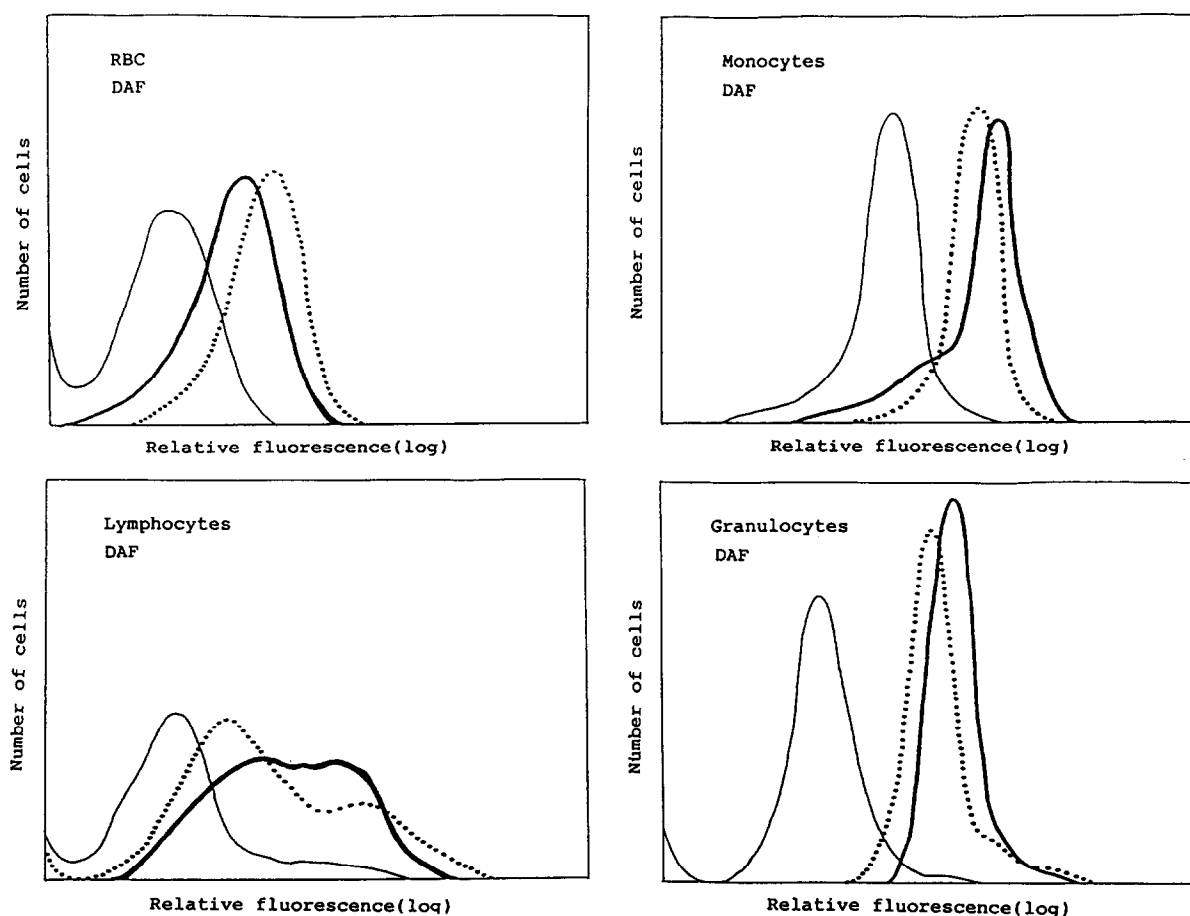 RBC
DAF
Number of cells
Relative fluorescence(log)
Monocytes
DAF
Number of cells
Relative fluorescence(log)
Lymphocytes
DAF
Number of cells
Relative fluorescence(log)
Granulocytes
DAF
Number of cells
Relative fluorescence(log)